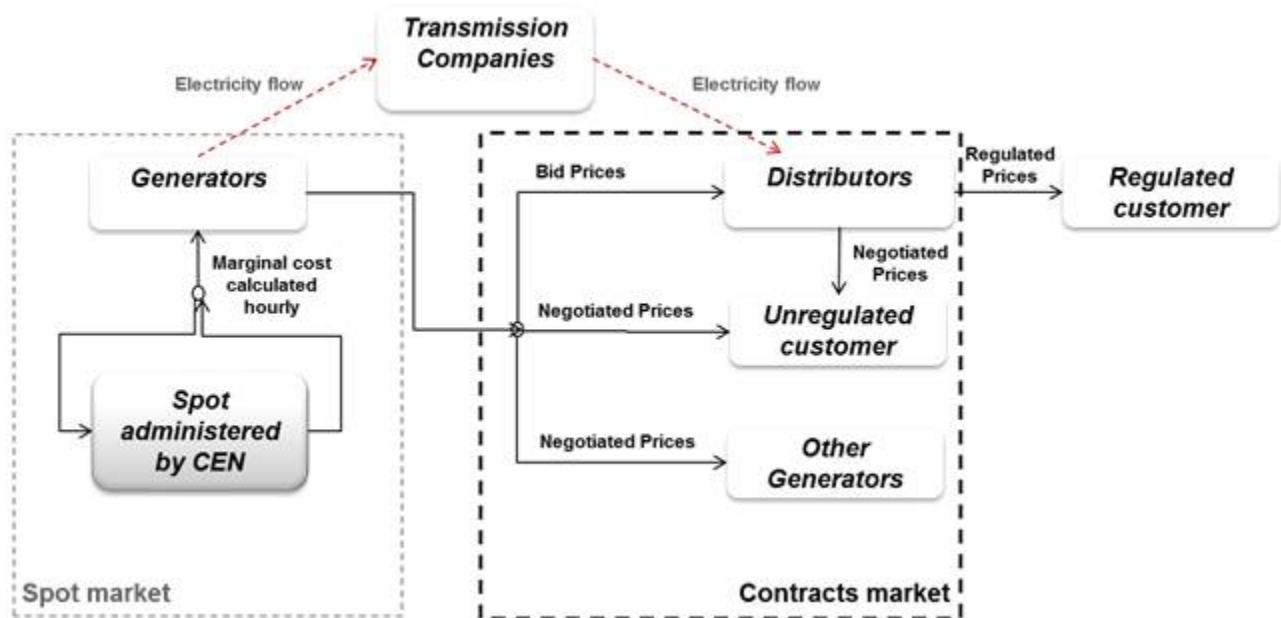 Transmission
Companies
Electricity flow
Electricity flow
Generators
Bid Prices
Distributors
Regulated
Prices
Regulated
customer
Marginal cost
calculated
hourly
Negotiated
Prices
Negotiated Prices
Unregulated
customer
Spot
administered
by CEN
Negotiated Prices
Other
Generators
Spot market
Contracts market